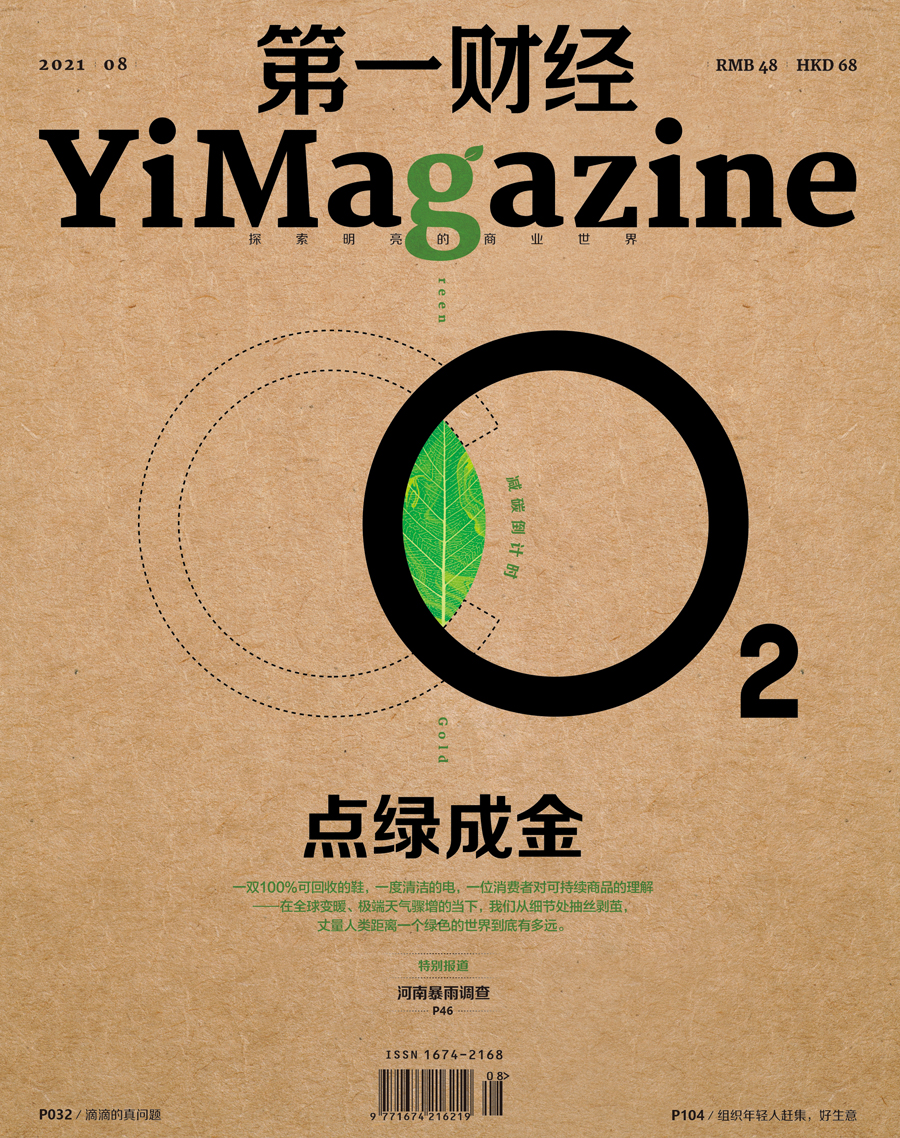 2021 08
第一财经
RMB 48 HKD 68
YiMagazine
探索明亮的商业世界
reen
减碳倒计时
O2
Gold
点绿成金
一双100%可回收的鞋，一度清洁的电，一位消费者对可持续商品的理解
——在全球变暖、极端天气骤增的当下，我们从细节处抽丝剥茧，
丈量人类距离一个绿色的世界到底有多远。
特别报道
河南暴雨调查
P46
ISSN 1674-2168
08>
9 771674 216219
P032 / 滴滴的真问题
P104 / 组织年轻人赶集，好生意